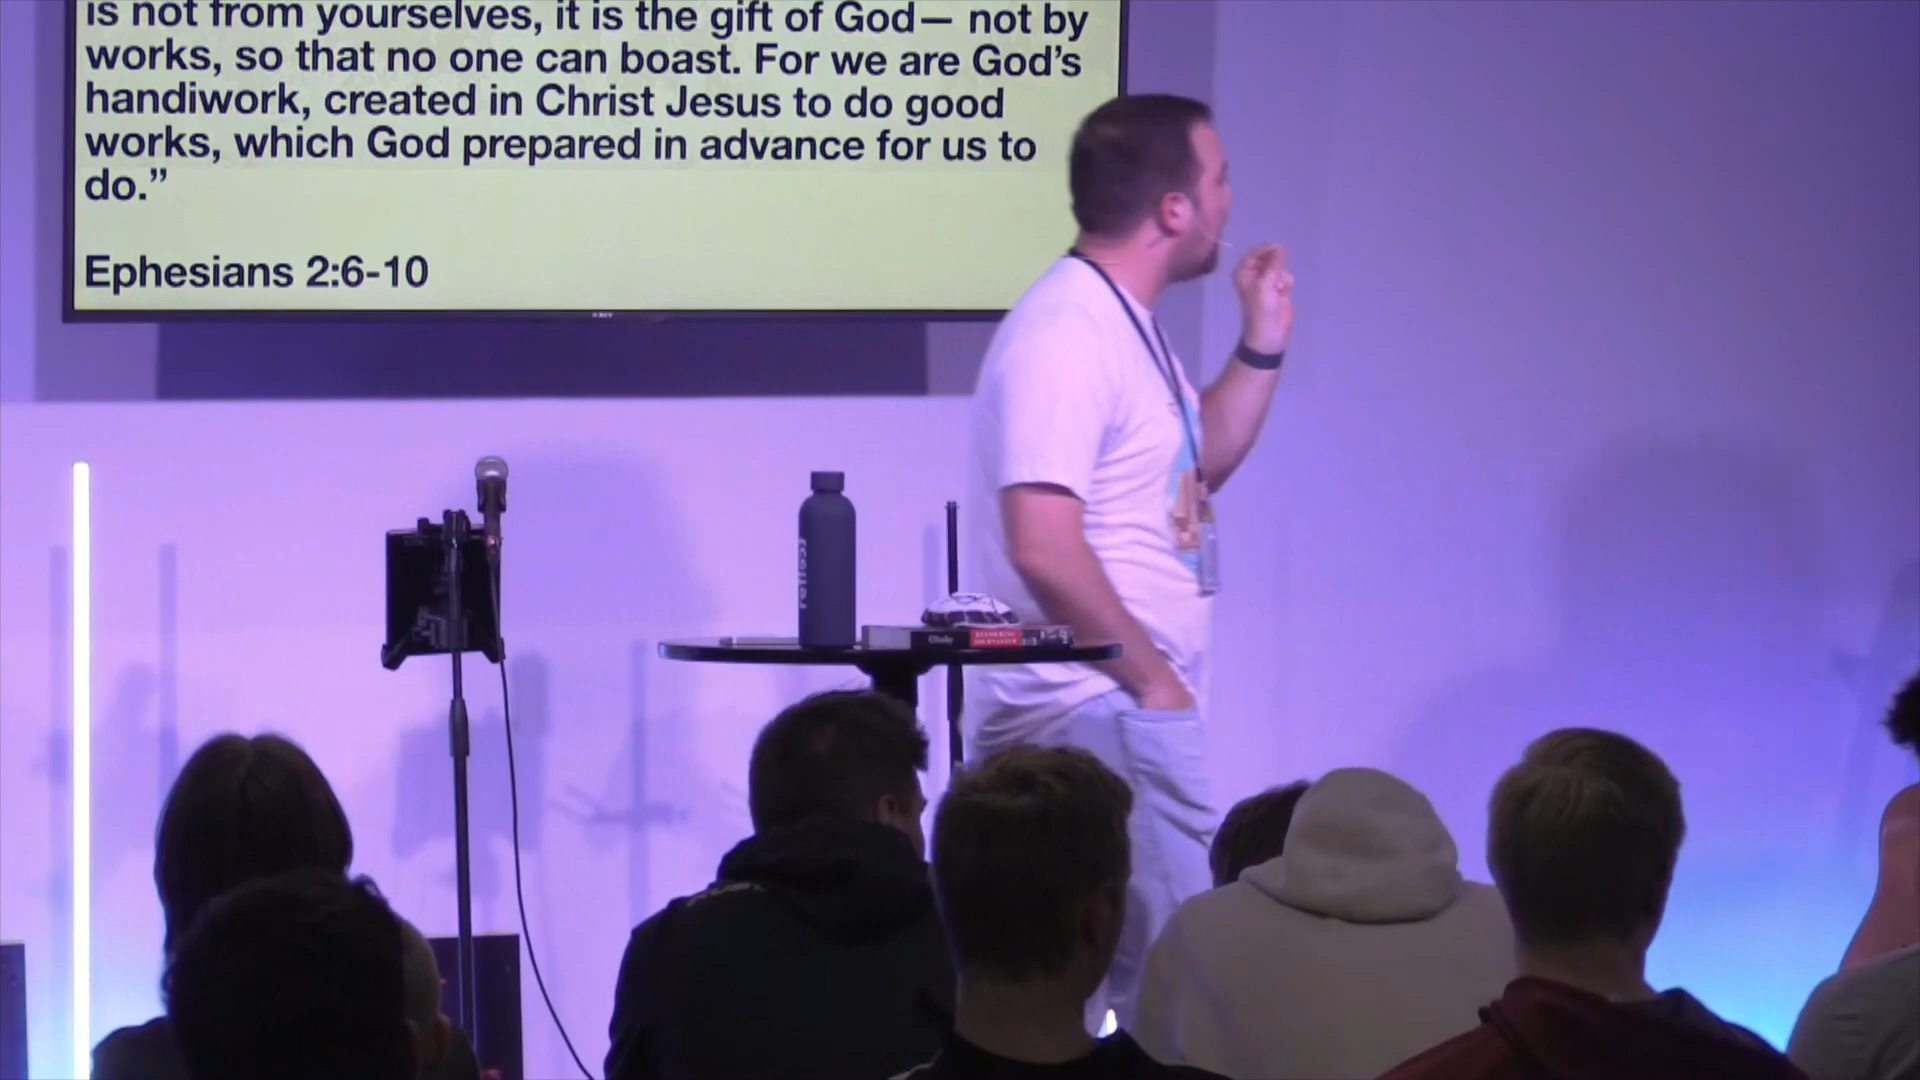 is not from yourselves, it is the gift of God— not by
works, so that no one can boast. For we are God’s
handiwork, created in Christ Jesus to do good
works, which God prepared in advance for us to
do.”
Ephesians 2:6-10